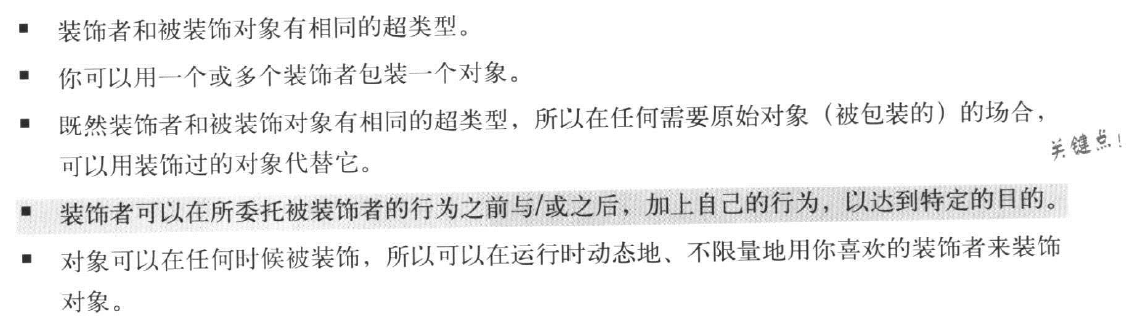 ▪ 装饰者和被装饰对象有相同的超类型。
▪ 你可以用一个或多个装饰者包装一个对象。
▪ 既然装饰者和被装饰对象有相同的超类型，所以在任何需要原始对象（被包装的）的场合，
可以用装饰过的对象代替它。
关键点！
▪ 装饰者可以在所委托被装饰者的行为之前与/或之后，加上自己的行为，以达到特定的目的。
▪ 对象可以在任何时候被装饰，所以可以在运行时动态地、不限量地用你喜欢的装饰者来装饰
对象。